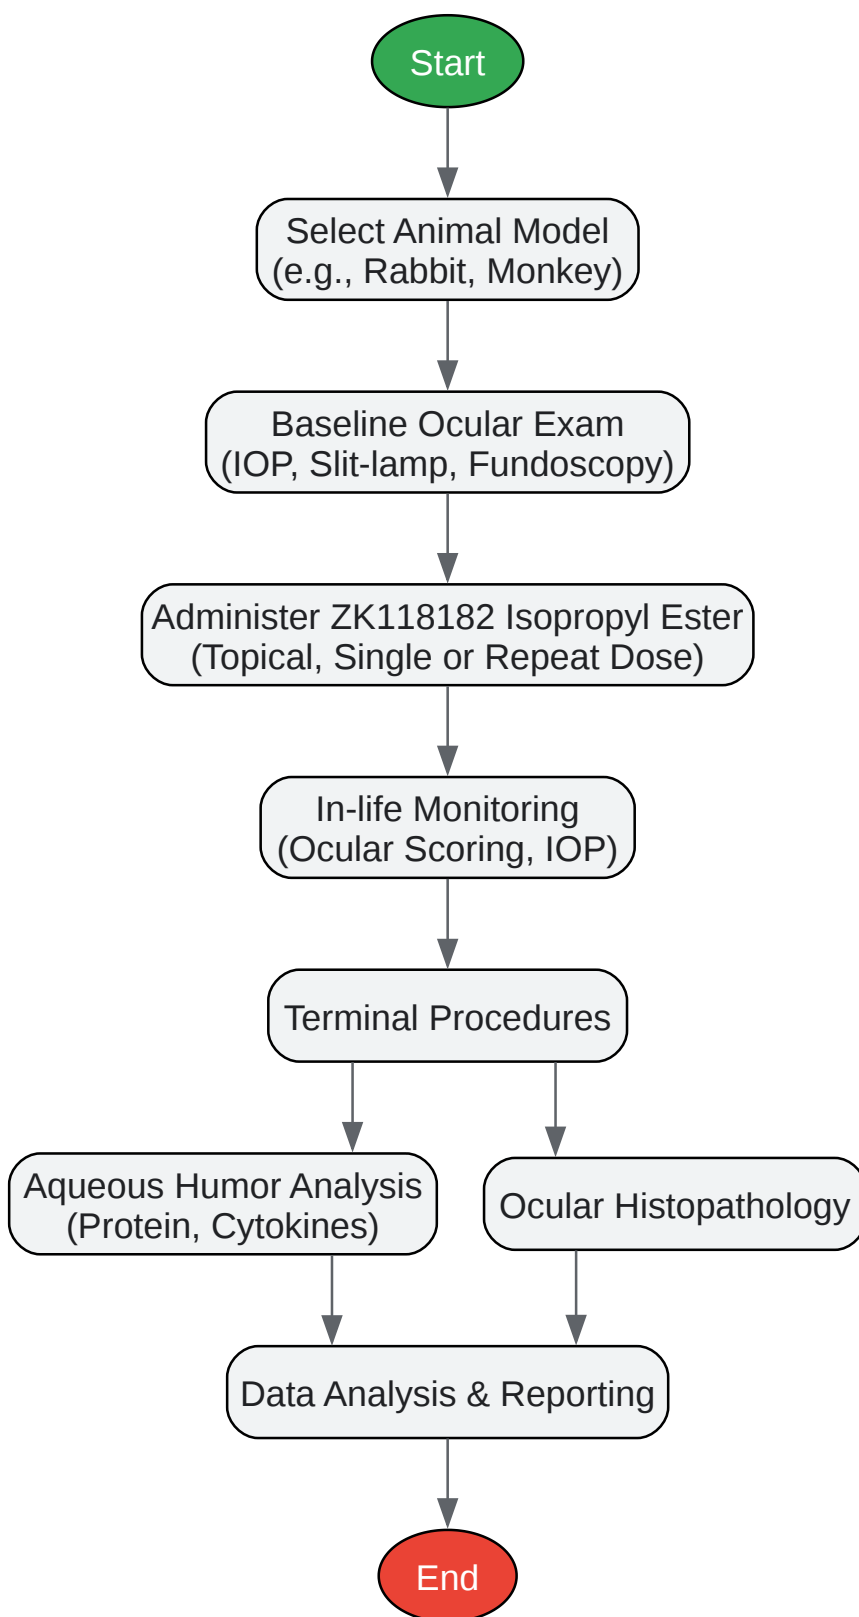 Start
Select Animal Model
(e.g., Rabbit, Monkey)
Baseline Ocular Exam
(IOP, Slit-lamp, Fundoscopy)
Administer ZK118182 Isopropyl Ester
(Topical, Single or Repeat Dose)
In-life Monitoring
(Ocular Scoring, IOP)
Terminal Procedures
Aqueous Humor Analysis
(Protein, Cytokines)
Ocular Histopathology
Data Analysis & Reporting
End